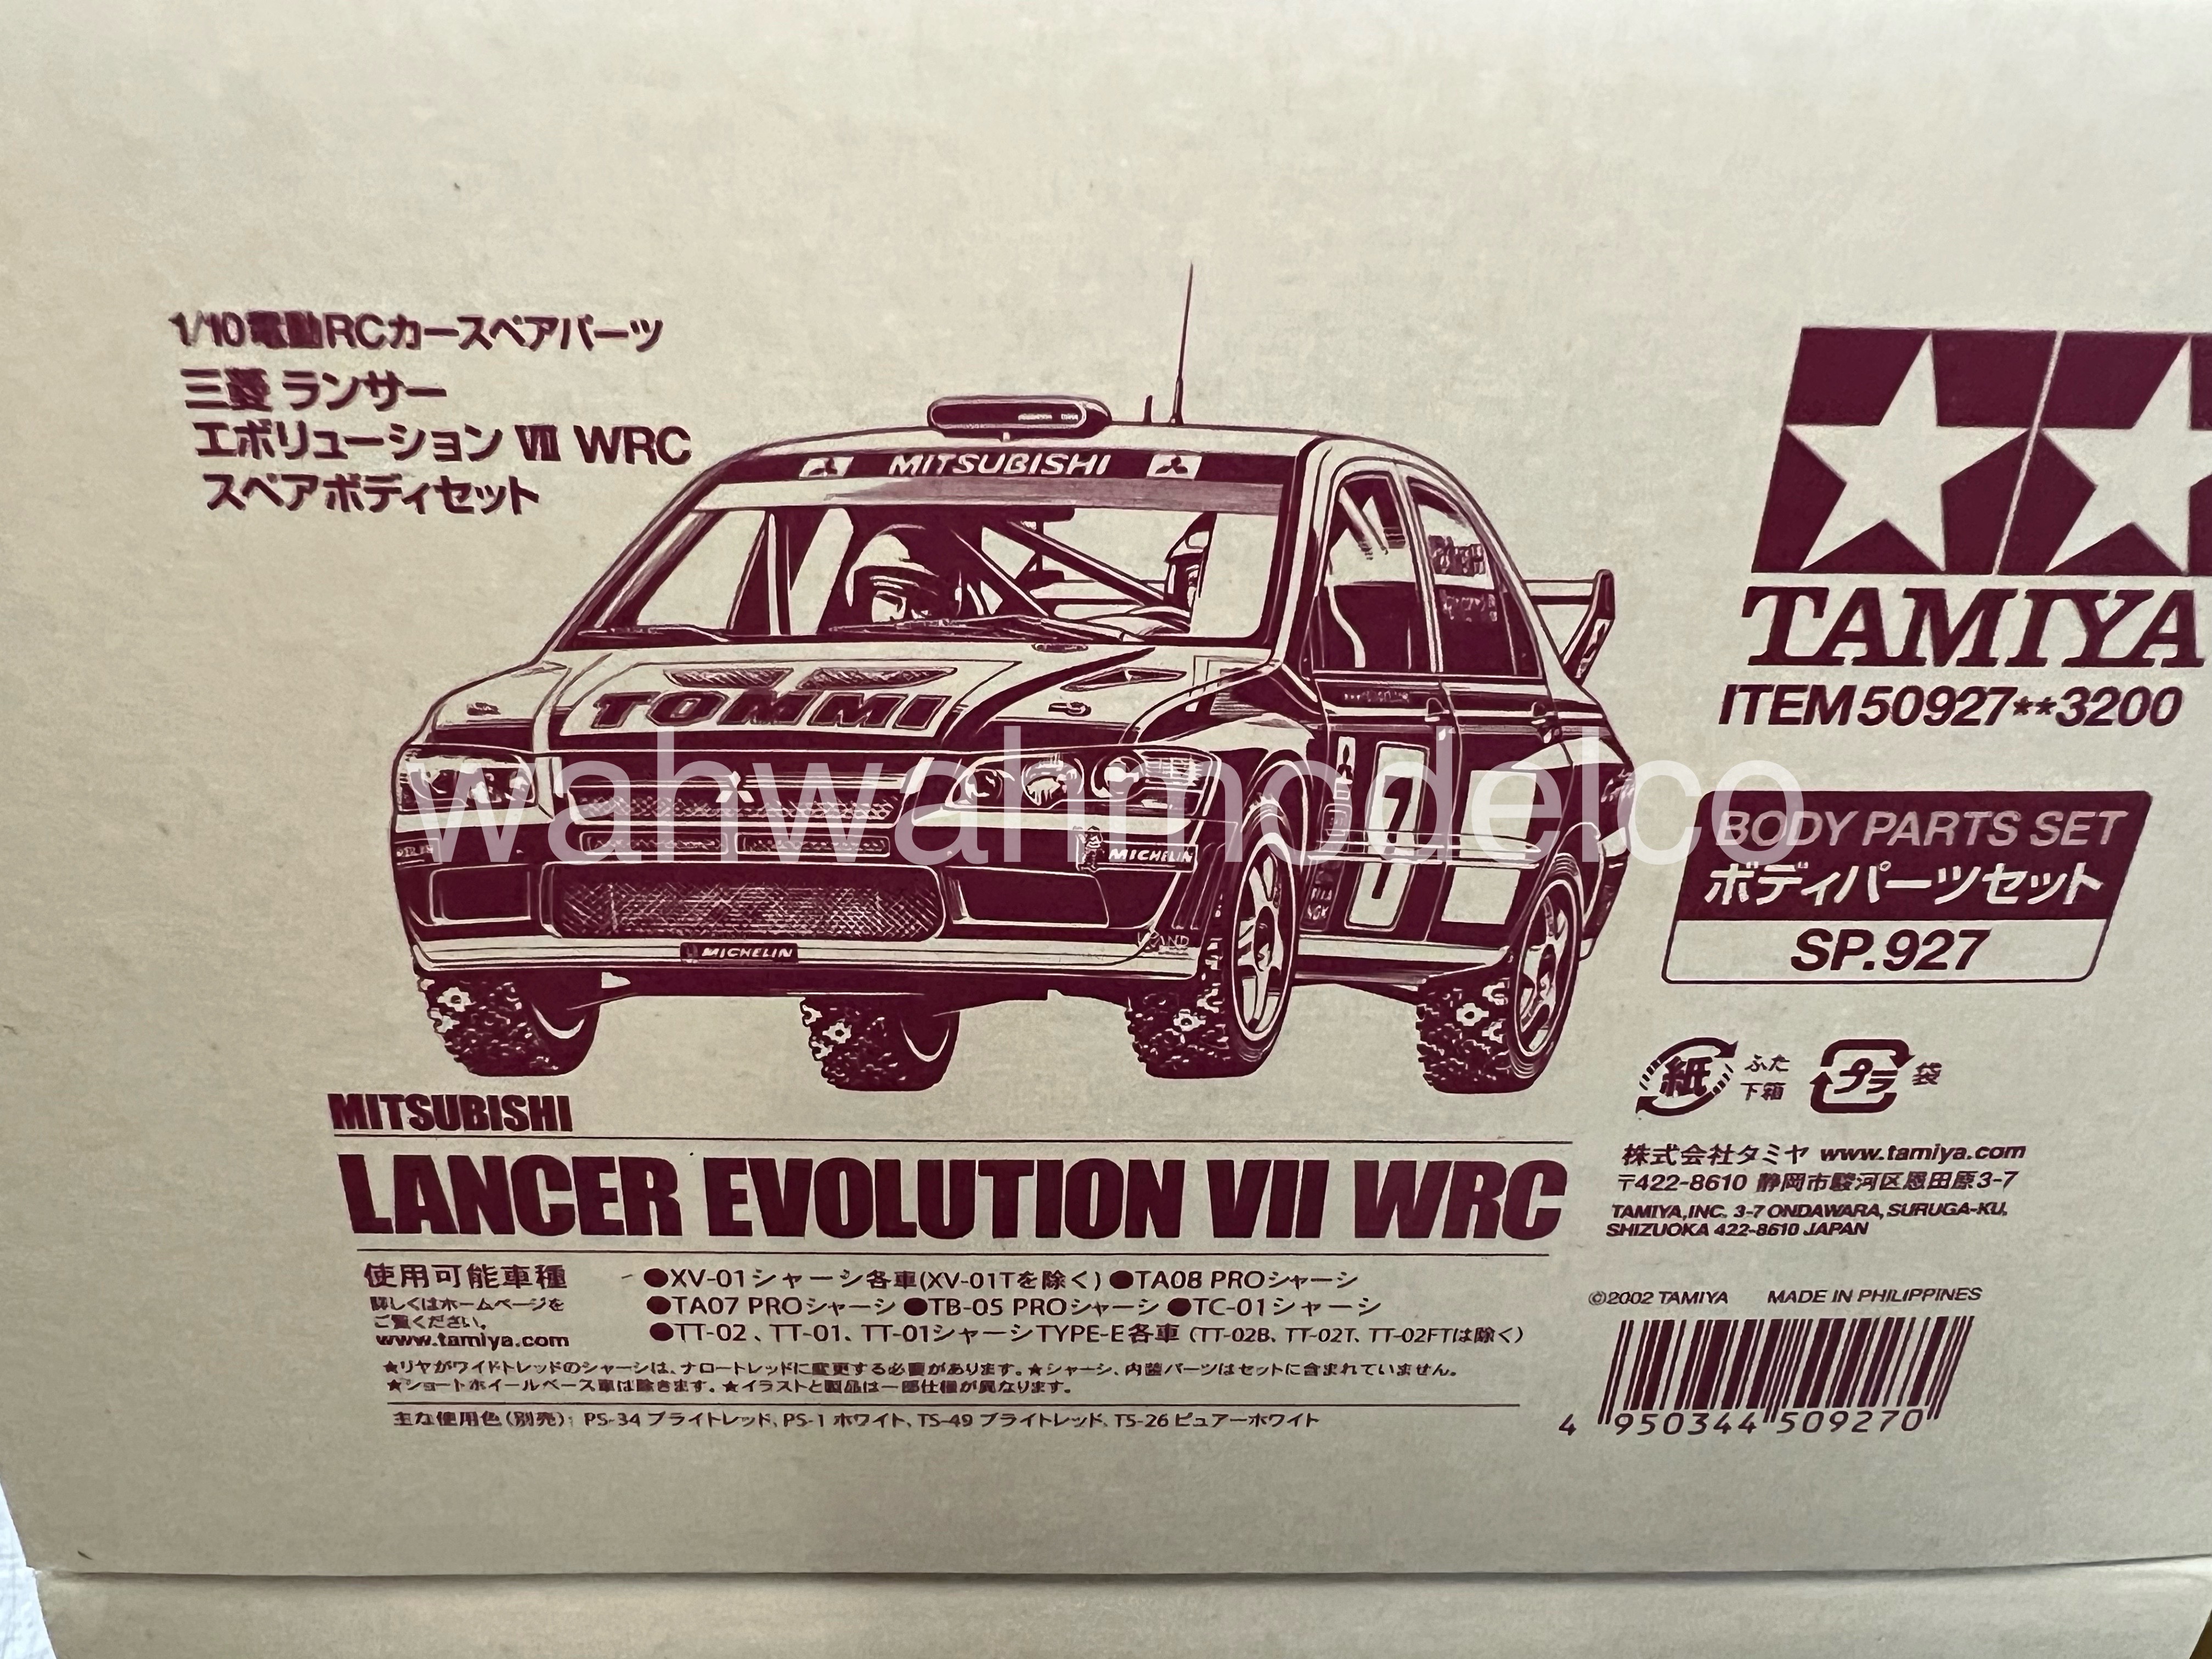 1/10電動RCカースペアパーツ
三菱 ランサー
エボリューション VII WRC
スペアボディセット
MITSUBISHI
TOMMI
MICHELIN
MICHELIN
7
NGK
TAMIYA
ITEM 50927**3200
BODY PARTS SET
ボディパーツセット
SP.927
wahwahmodelco
紙 ふた
下箱
プラ 袋
株式会社タミヤ www.tamiya.com
〒422-8610 静岡市駿河区恩田原3-7
TAMIYA,INC. 3-7 ONDAWARA, SURUGA-KU,
SHIZUOKA 422-8610 JAPAN
MITSUBISHI
LANCER EVOLUTION VII WRC
使用可能車種
詳しくはホームページを
ご覧ください。
www.tamiya.com
●XV-01シャーシ各車(XV-01Tを除く) ●TA08 PROシャーシ
●TA07 PROシャーシ ●TB-05 PROシャーシ ●TC-01シャーシ
●TT-02、TT-01、TT-01シャーシTYPE-E各車 (TT-02B、TT-02T、TT-02FTは除く)
★リヤがワイドトレッドのシャーシは、ナロートレッドに変更する必要があります。★シャーシ、内装パーツはセットに含まれていません。
★ショートホイールベース車は除きます。★イラストと製品は一部仕様が異なります。
主な使用色(別売): PS-34 ブライトレッド、PS-1 ホワイト、TS-49 ブライトレッド、TS-26 ピュアーホワイト
©2002 TAMIYA MADE IN PHILIPPINES
4 950344 509270